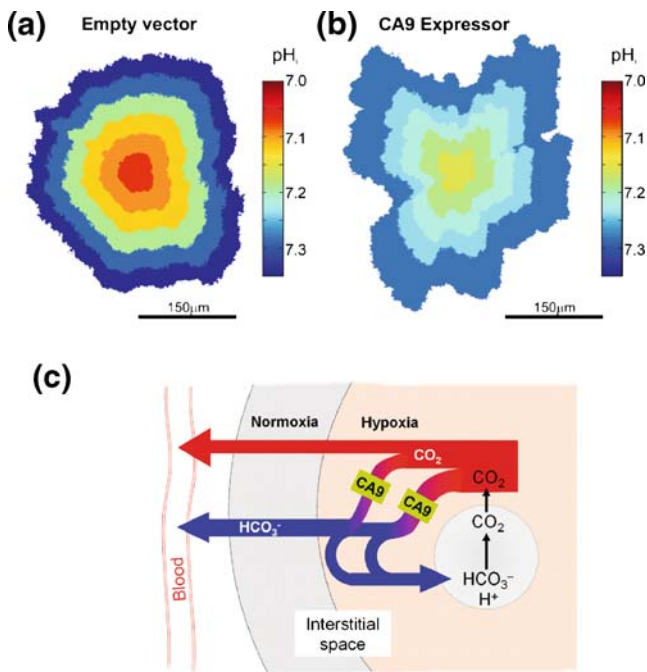 (a) Empty vector
pHᵢ
7.0
7.1
7.2
7.3
150µm
(b) CA9 Expressor
pHᵢ
7.0
7.1
7.2
7.3
150µm
(c)
Normoxia Hypoxia
CO₂
CO₂
CA9
CA9
CO₂
HCO₃⁻
HCO₃⁻
H⁺
Blood
Interstitial
space